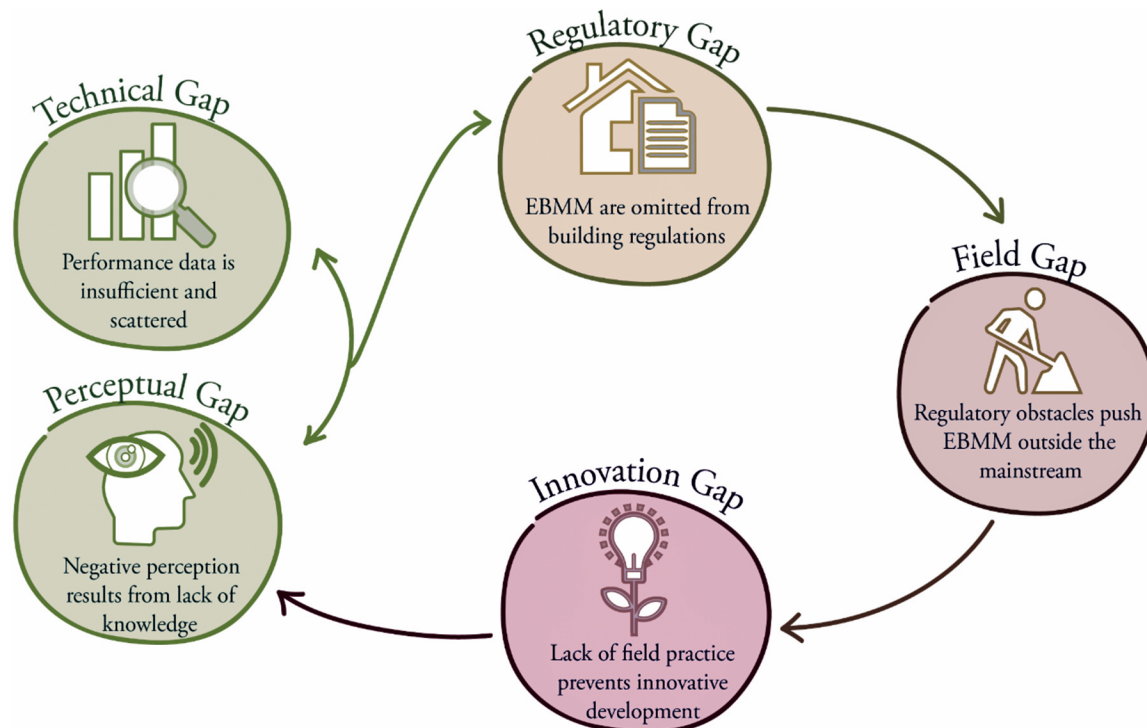 Technical Gap
Performance data is
insufficient and
scattered
Regulatory Gap
EBMM are omitted from
building regulations
Field Gap
Regulatory obstacles push
EBMM outside the
mainstream
Innovation Gap
Lack of field practice
prevents innovative
development
Perceptual Gap
Negative perception
results from lack of
knowledge